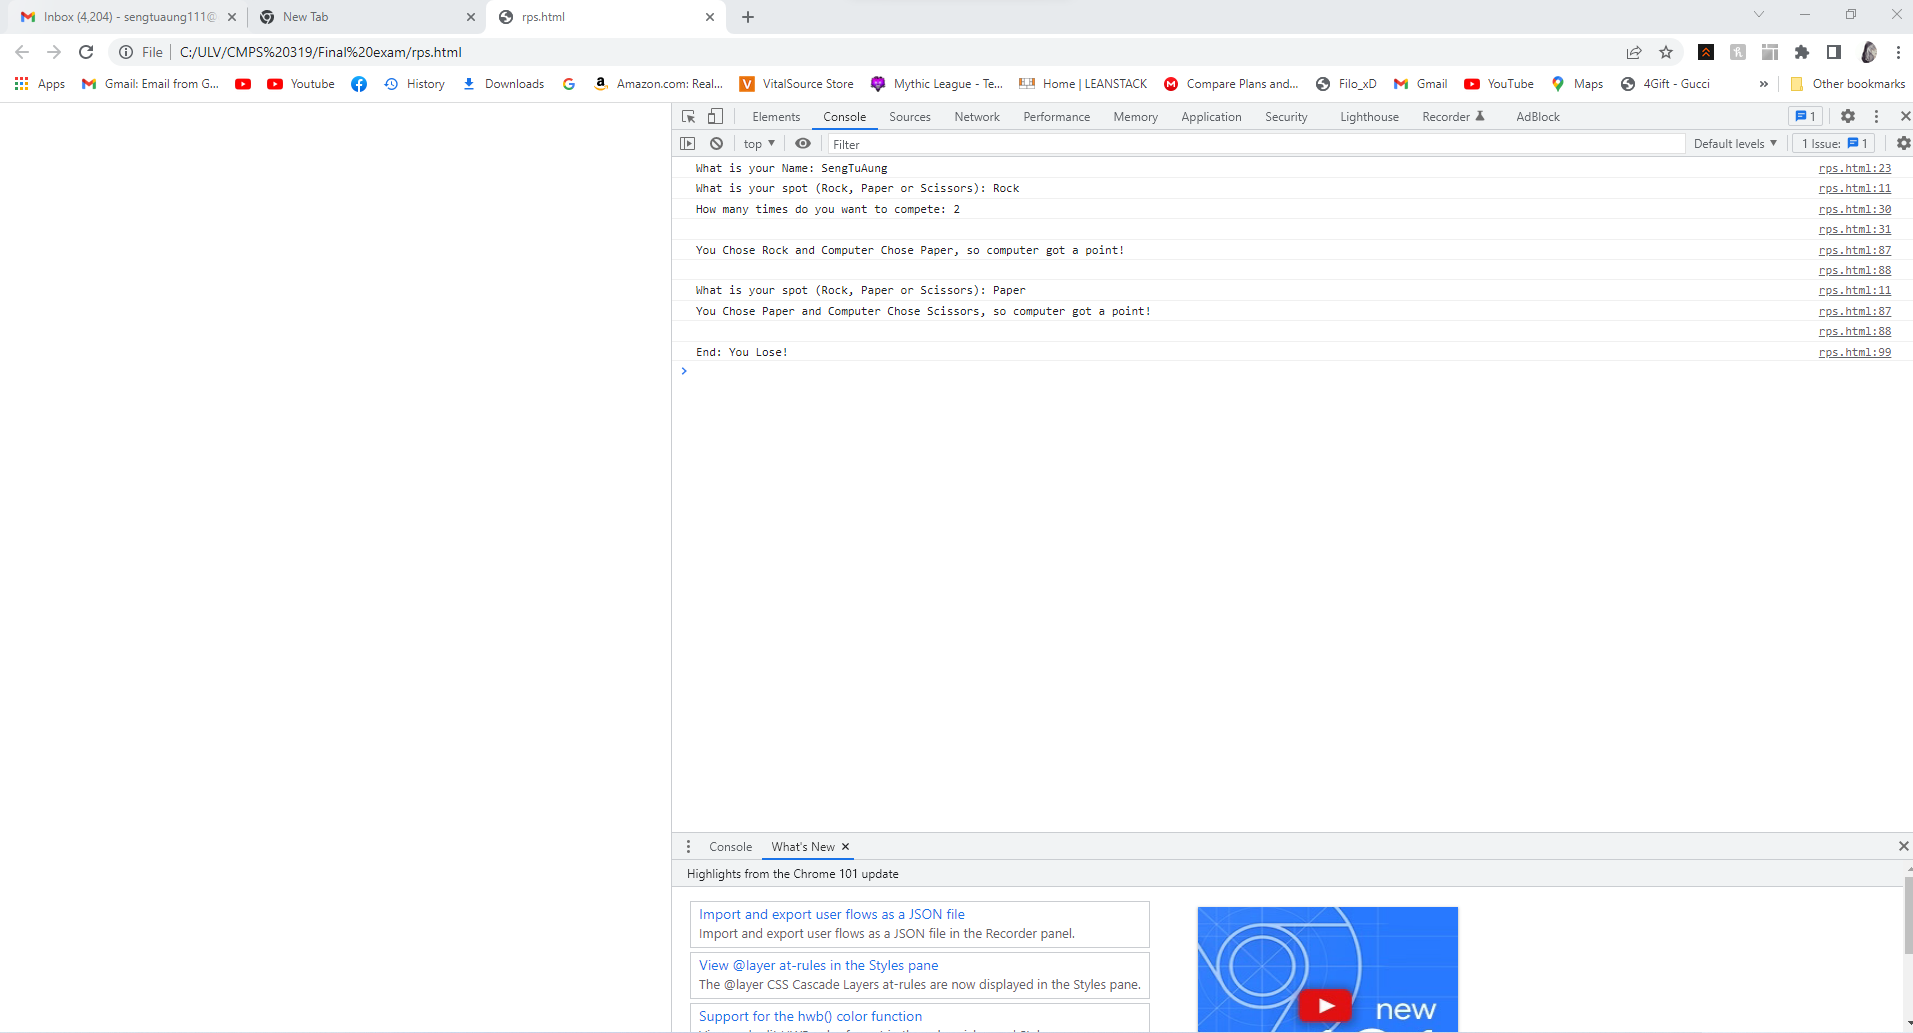 Inbox (4,204) - sengtuaung111@
New Tab
rps.html
File
C:/ULV/CMPS%20319/Final%20exam/rps.html
Apps
Gmail: Email from G...
Youtube
History
Downloads
Amazon.com: Real...
VitalSource Store
Mythic League - Te...
Home | LEANSTACK
Compare Plans and...
Filo_xD
Gmail
YouTube
Maps
4Gift - Gucci
»
Other bookmarks
Elements Console Sources Network Performance Memory Application Security Lighthouse Recorder AdBlock 1
top Filter Default levels 1 Issue: 1
What is your Name: SengTuAung rps.html:23
What is your spot (Rock, Paper or Scissors): Rock rps.html:11
How many times do you want to compete: 2 rps.html:30
rps.html:31
You Chose Rock and Computer Chose Paper, so computer got a point! rps.html:87
rps.html:88
What is your spot (Rock, Paper or Scissors): Paper rps.html:11
You Chose Paper and Computer Chose Scissors, so computer got a point! rps.html:87
rps.html:88
End: You Lose! rps.html:99
>
Console What's New
Highlights from the Chrome 101 update
Import and export user flows as a JSON file
Import and export user flows as a JSON file in the Recorder panel.
View @layer at-rules in the Styles pane
The @layer CSS Cascade Layers at-rules are now displayed in the Styles pane.
Support for the hwb() color function
new